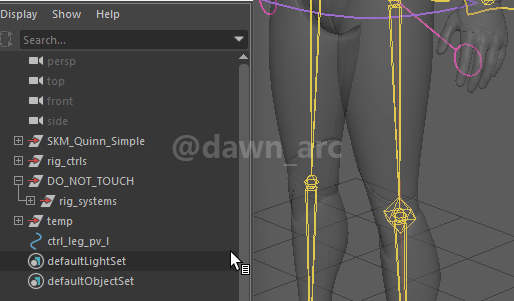 Display Show Help
Search...
persp
top
front
side
SKM_Quinn_Simple
@dawn_arc
rig_ctrls
DO_NOT_TOUCH
rig_systems
temp
ctrl_leg_pv_l
defaultLightSet
defaultObjectSet